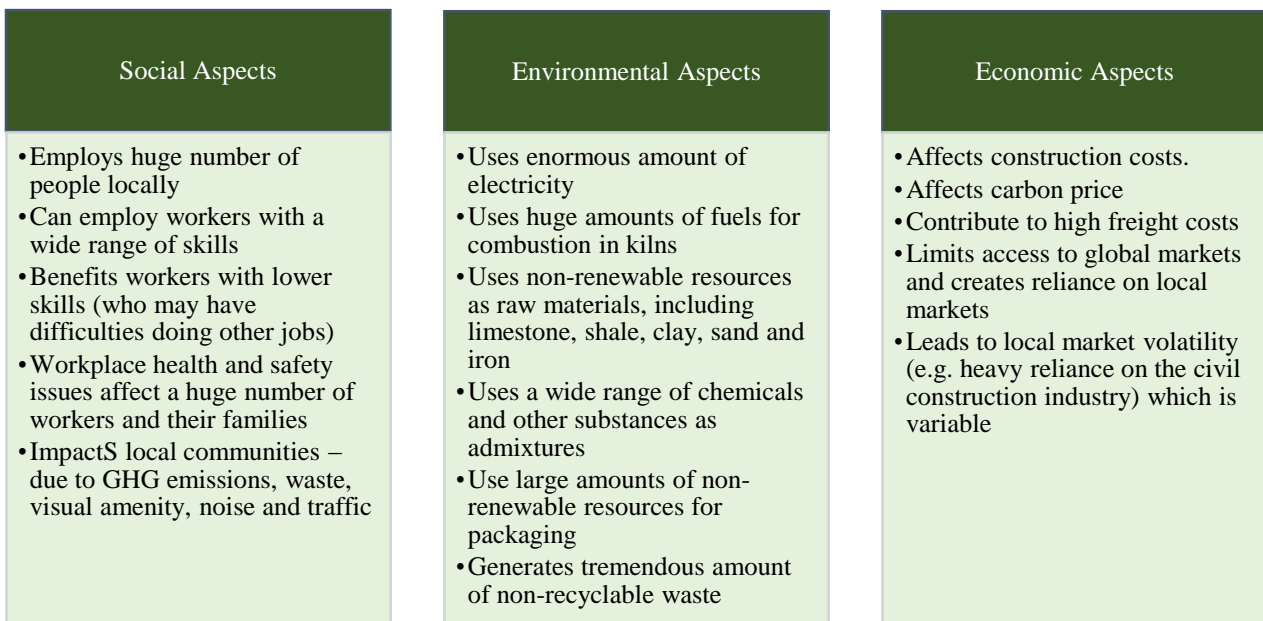 Social Aspects
•Employs huge number of
people locally
•Can employ workers with a
wide range of skills
•Benefits workers with lower
skills (who may have
difficulties doing other jobs)
•Workplace health and safety
issues affect a huge number of
workers and their families
•ImpactS local communities –
due to GHG emissions, waste,
visual amenity, noise and traffic
Environmental Aspects
•Uses enormous amount of
electricity
•Uses huge amounts of fuels for
combustion in kilns
•Uses non-renewable resources
as raw materials, including
limestone, shale, clay, sand and
iron
•Uses a wide range of chemicals
and other substances as
admixtures
•Use large amounts of non-
renewable resources for
packaging
•Generates tremendous amount
of non-recyclable waste
Economic Aspects
•Affects construction costs.
•Affects carbon price
•Contribute to high freight costs
•Limits access to global markets
and creates reliance on local
markets
•Leads to local market volatility
(e.g. heavy reliance on the civil
construction industry) which is
variable